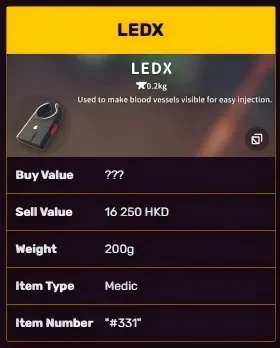 LEDX
LEDX
0.2kg
Used to make blood vessels visible for easy injection.
Buy Value ???
Sell Value 16 250 HKD
Weight 200g
Item Type Medic
Item Number "#331"